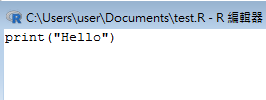 C:\Users\user\Documents\test.R - R 編輯器
print("Hello")